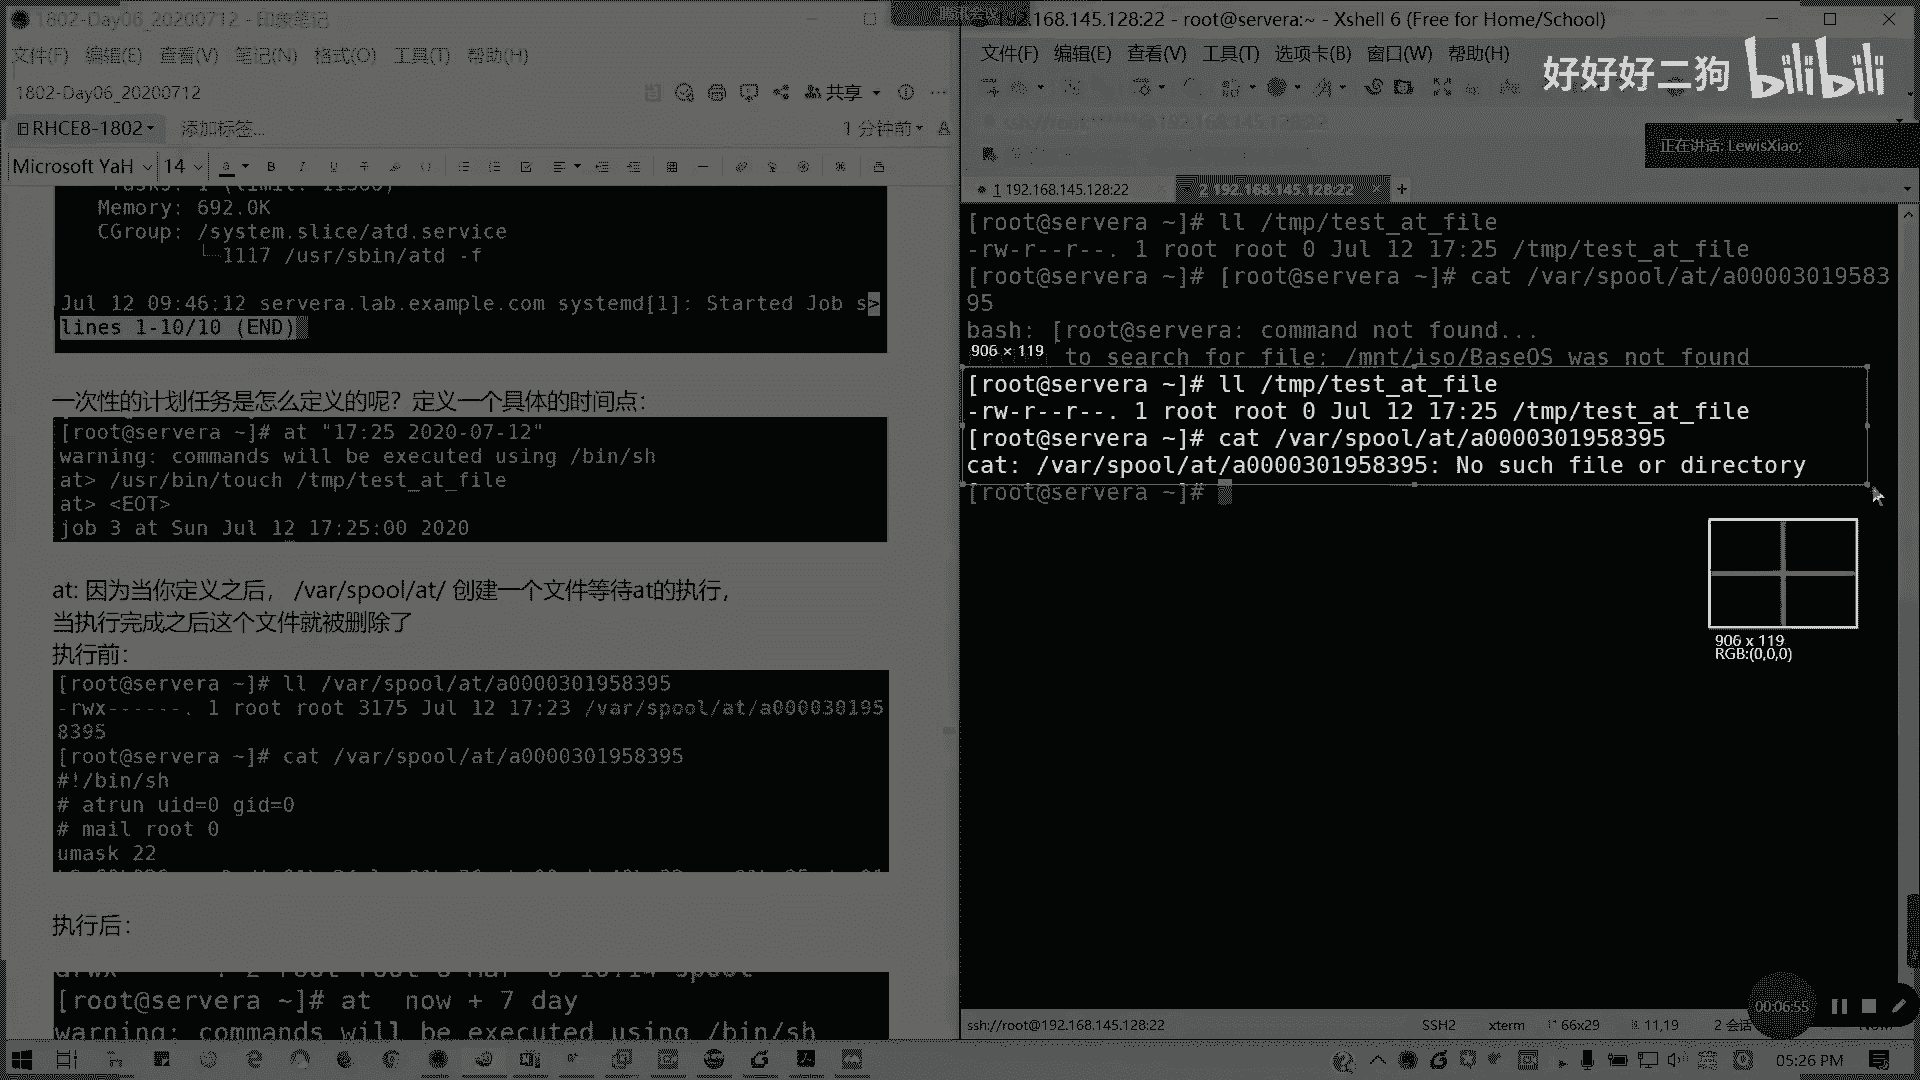 1802-Day06_20200712 - 印象笔记
文件(F) 编辑(E) 查看(V) 笔记(N) 格式(O) 工具(T) 帮助(H)
1802-Day06_20200712
共享
RHCE8-1802
添加标签...
1 分钟前
Microsoft YaH
14
Memory: 692.0K
CGroup: /system.slice/atd.service
└─1117 /usr/sbin/atd -f
Jul 12 09:46:12 servera.lab.example.com systemd[1]: Started Job s>
lines 1-10/10 (END)
一次性的计划任务是怎么定义的呢？定义一个具体的时间点：
[root@servera ~]# at "17:25 2020-07-12"
warning: commands will be executed using /bin/sh
at> /usr/bin/touch /tmp/test_at_file
at> <EOT>
job 3 at Sun Jul 12 17:25:00 2020
at: 因为当你定义之后， /var/spool/at/ 创建一个文件等待at的执行，
当执行完成之后这个文件就被删除了
执行前：
[root@servera ~]# ll /var/spool/at/a0000301958395
-rwx------. 1 root root 3175 Jul 12 17:23 /var/spool/at/a000030195
8395
[root@servera ~]# cat /var/spool/at/a0000301958395
#!/bin/sh
# atrun uid=0 gid=0
# mail root 0
umask 22
执行后：
[root@servera ~]# at  now + 7 day
warning: commands will be executed using /bin/sh
192.168.145.128:22 - root@servera:~ - Xshell 6 (Free for Home/School)
文件(F) 编辑(E) 查看(V) 工具(T) 选项卡(B) 窗口(W) 帮助(H)
好好好二狗 bilibili
正在讲话: LewisXiao;
1 192.168.145.128:22
2 192.168.145.128:22
[root@servera ~]# ll /tmp/test_at_file
-rw-r--r--. 1 root root 0 Jul 12 17:25 /tmp/test_at_file
[root@servera ~]# [root@servera ~]# cat /var/spool/at/a00003019583
95
bash: [root@servera: command not found...
906 × 119
to search for file: /mnt/iso/BaseOS was not found
[root@servera ~]# ll /tmp/test_at_file
-rw-r--r--. 1 root root 0 Jul 12 17:25 /tmp/test_at_file
[root@servera ~]# cat /var/spool/at/a0000301958395
cat: /var/spool/at/a0000301958395: No such file or directory
[root@servera ~]#
906 x 119
RGB:(0,0,0)
00:06:55
ssh://root@192.168.145.128:22
SSH2
xterm
66x29
11,19
2 会话
05:26 PM